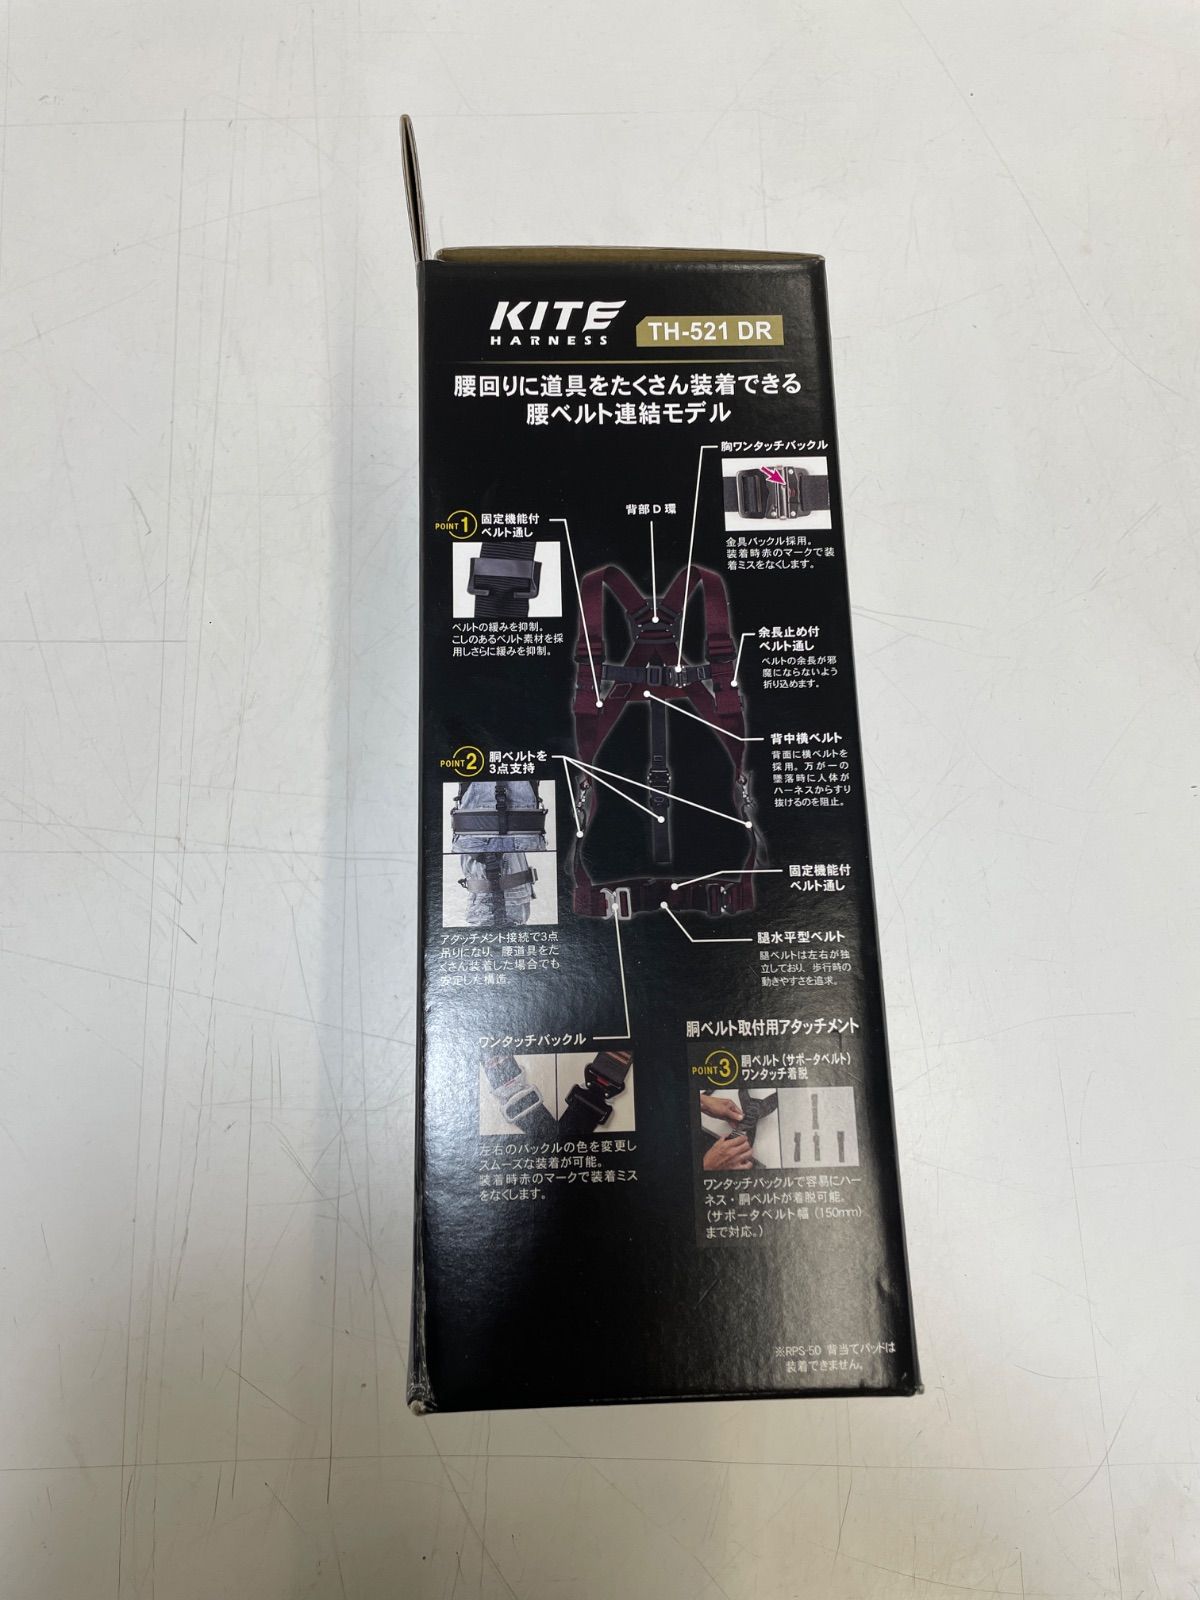 KITE
HARNESS
TH-521 DR
腰回りに道具をたくさん装着できる
腰ベルト連結モデル
胸ワンタッチバックル
金具バックル採用。
装着時赤のマークで装
着ミスをなくします。
背部D環
POINT 1
固定機能付
ベルト通し
ベルトの緩みを抑制。
こしのあるベルト素材を採
用しさらに緩みを抑制。
余長止め付
ベルト通し
ベルトの余長が邪
魔にならないよう
折り込めます。
背中横ベルト
背面に横ベルトを
採用。万が一の
墜落時に人体が
ハーネスからすり
抜けるのを阻止。
POINT 2
胴ベルトを
3点支持
アタッチメント接続で3点
吊りになり、腰道具をた
くさん装着した場合でも
安定した構造。
固定機能付
ベルト通し
腿水平型ベルト
腿ベルトは左右が独
立しており、歩行時の
動きやすさを追求。
ワンタッチバックル
左右のバックルの色を変更し
スムーズな装着が可能。
装着時赤のマークで装着ミス
をなくします。
胴ベルト取付用アタッチメント
POINT 3
胴ベルト（サポータベルト）
ワンタッチ着脱
ワンタッチバックルで容易にハー
ネス・胴ベルトが着脱可能。
（サポータベルト幅（150mm）
まで対応。）
※RPS-50 背当てパッドは
装着できません。